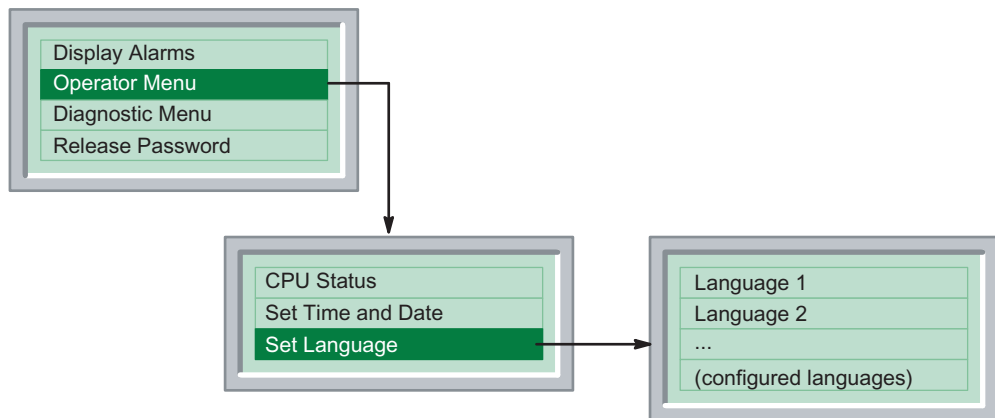 Display Alarms
Operator Menu
Diagnostic Menu
Release Password
CPU Status
Set Time and Date
Set Language
Language 1
Language 2
...
(configured languages)